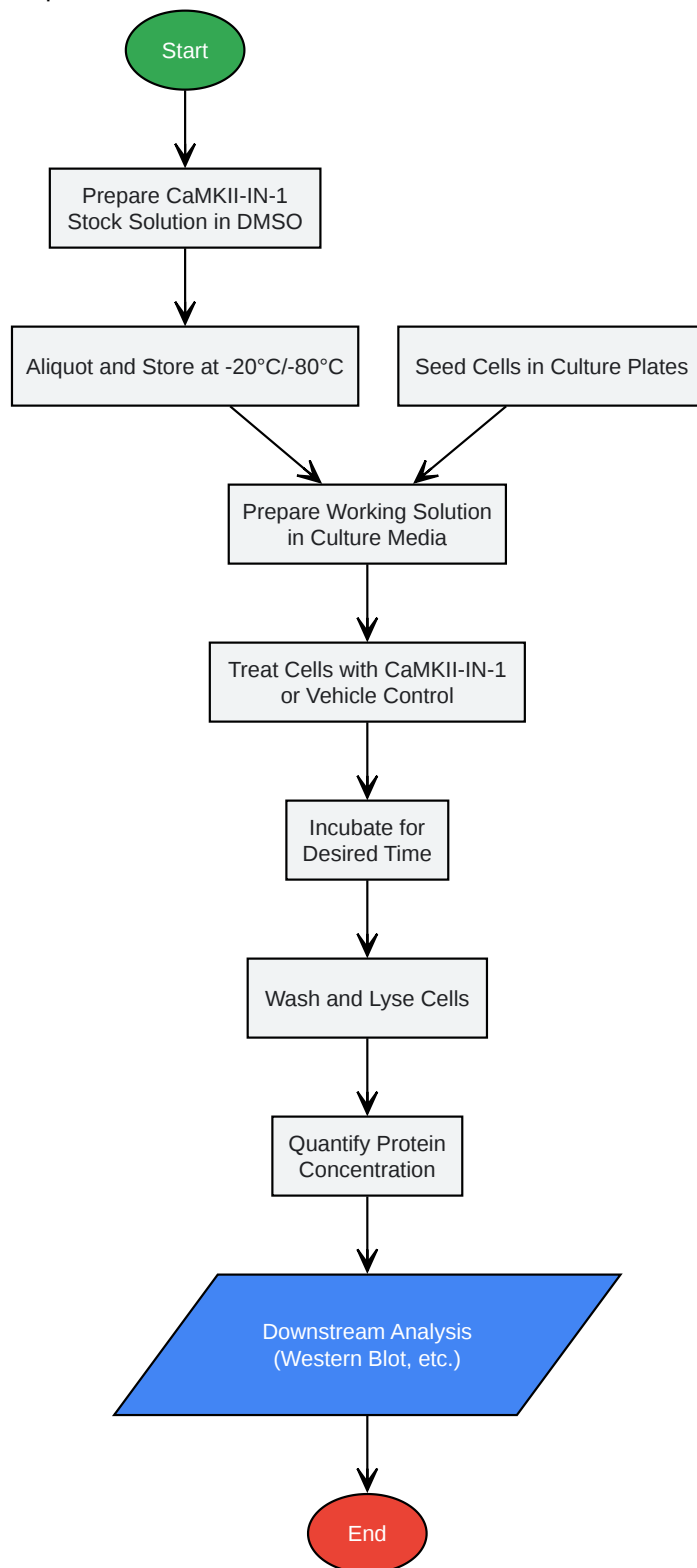 Start
Prepare CaMKII-IN-1
Stock Solution in DMSO
Aliquot and Store at -20°C/-80°C
Seed Cells in Culture Plates
Prepare Working Solution
in Culture Media
Treat Cells with CaMKII-IN-1
or Vehicle Control
Incubate for
Desired Time
Wash and Lyse Cells
Quantify Protein
Concentration
Downstream Analysis
(Western Blot, etc.)
End